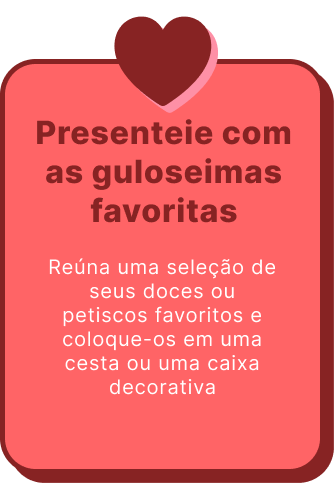 Presenteie com
as guloseimas
favoritas
Reúna uma seleção de
seus doces ou
petiscos favoritos e
coloque-os em uma
cesta ou uma caixa
decorativa